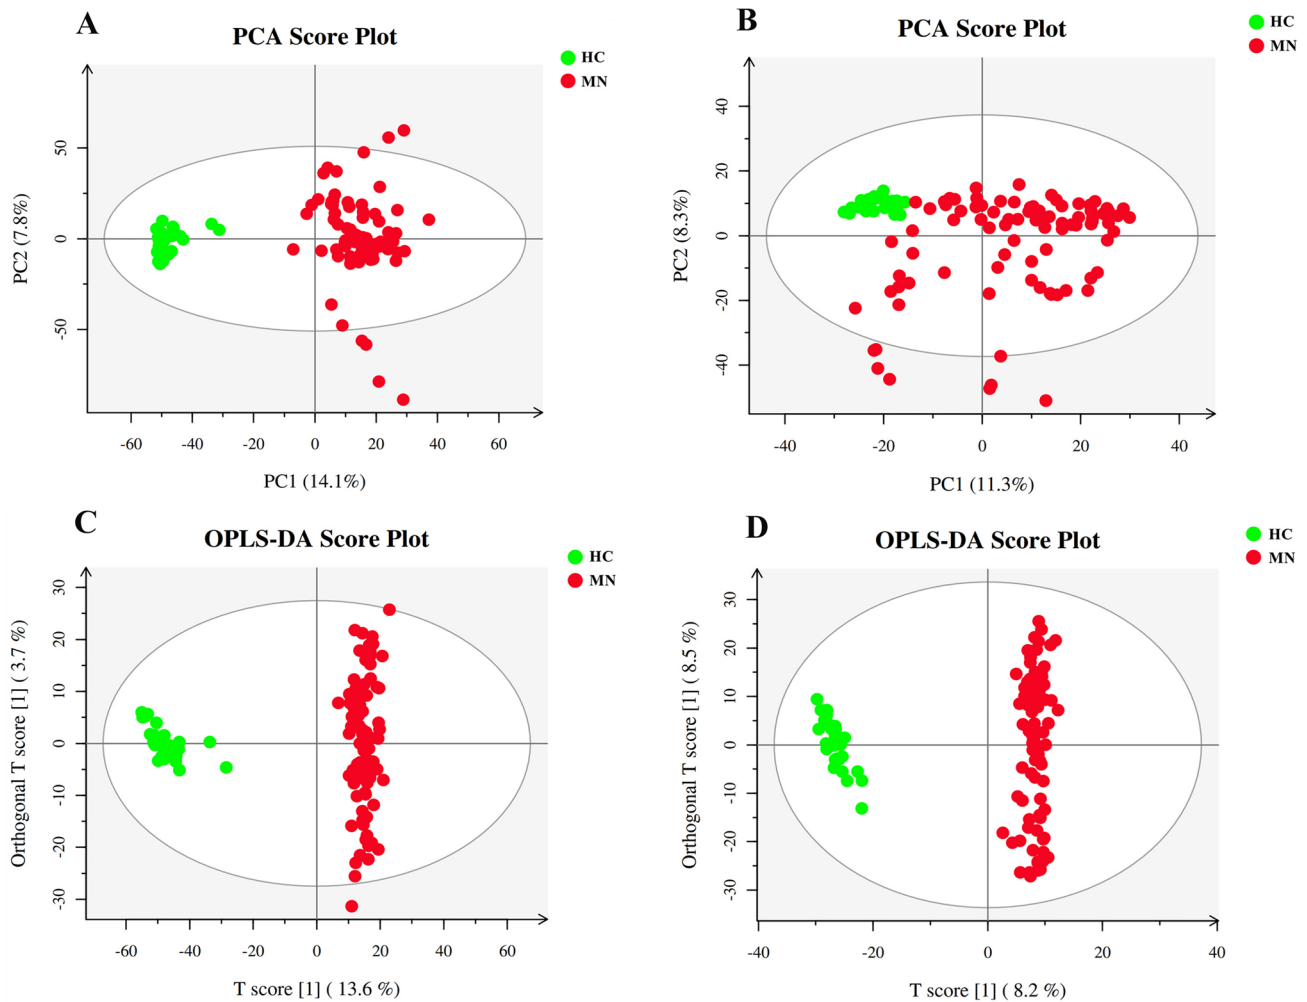 A
PCA Score Plot
HC
MN
PC2 (7.8%)
50
0
-50
-60 -40 -20 0 20 40 60
PC1 (14.1%)
B
PCA Score Plot
HC
MN
PC2 (8.3%)
40
20
0
-20
-40
-40 -20 0 20 40
PC1 (11.3%)
C
OPLS-DA Score Plot
HC
MN
Orthogonal T score [1] ( 3.7 %)
30
20
10
0
-10
-20
-30
-60 -40 -20 0 20 40 60
T score [1] ( 13.6 %)
D
OPLS-DA Score Plot
HC
MN
Orthogonal T score [1] ( 8.5 %)
30
20
10
0
-10
-20
-30
-40 -20 0 20 40
T score [1] ( 8.2 %)